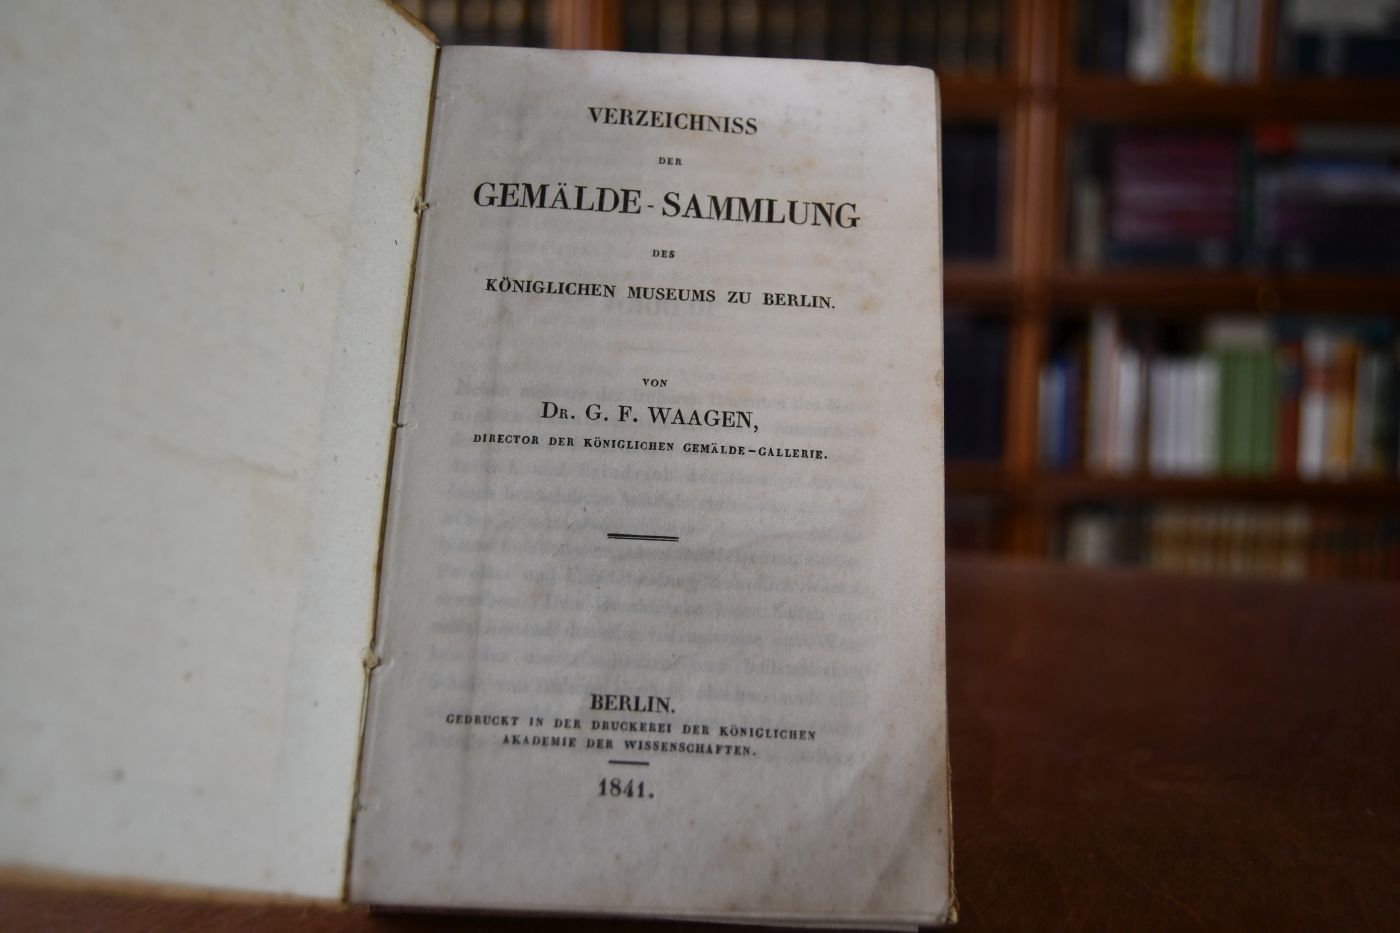 VERZEICHNISS
DER
GEMÄLDE-SAMMLUNG
DES
KÖNIGLICHEN MUSEUMS ZU BERLIN.
VON
DR. G. F. WAAGEN,
DIRECTOR DER KÖNIGLICHEN GEMÄLDE-GALLERIE.
BERLIN.
GEDRUCKT IN DER DRUCKEREI DER KÖNIGLICHEN
AKADEMIE DER WISSENSCHAFTEN.
1841.